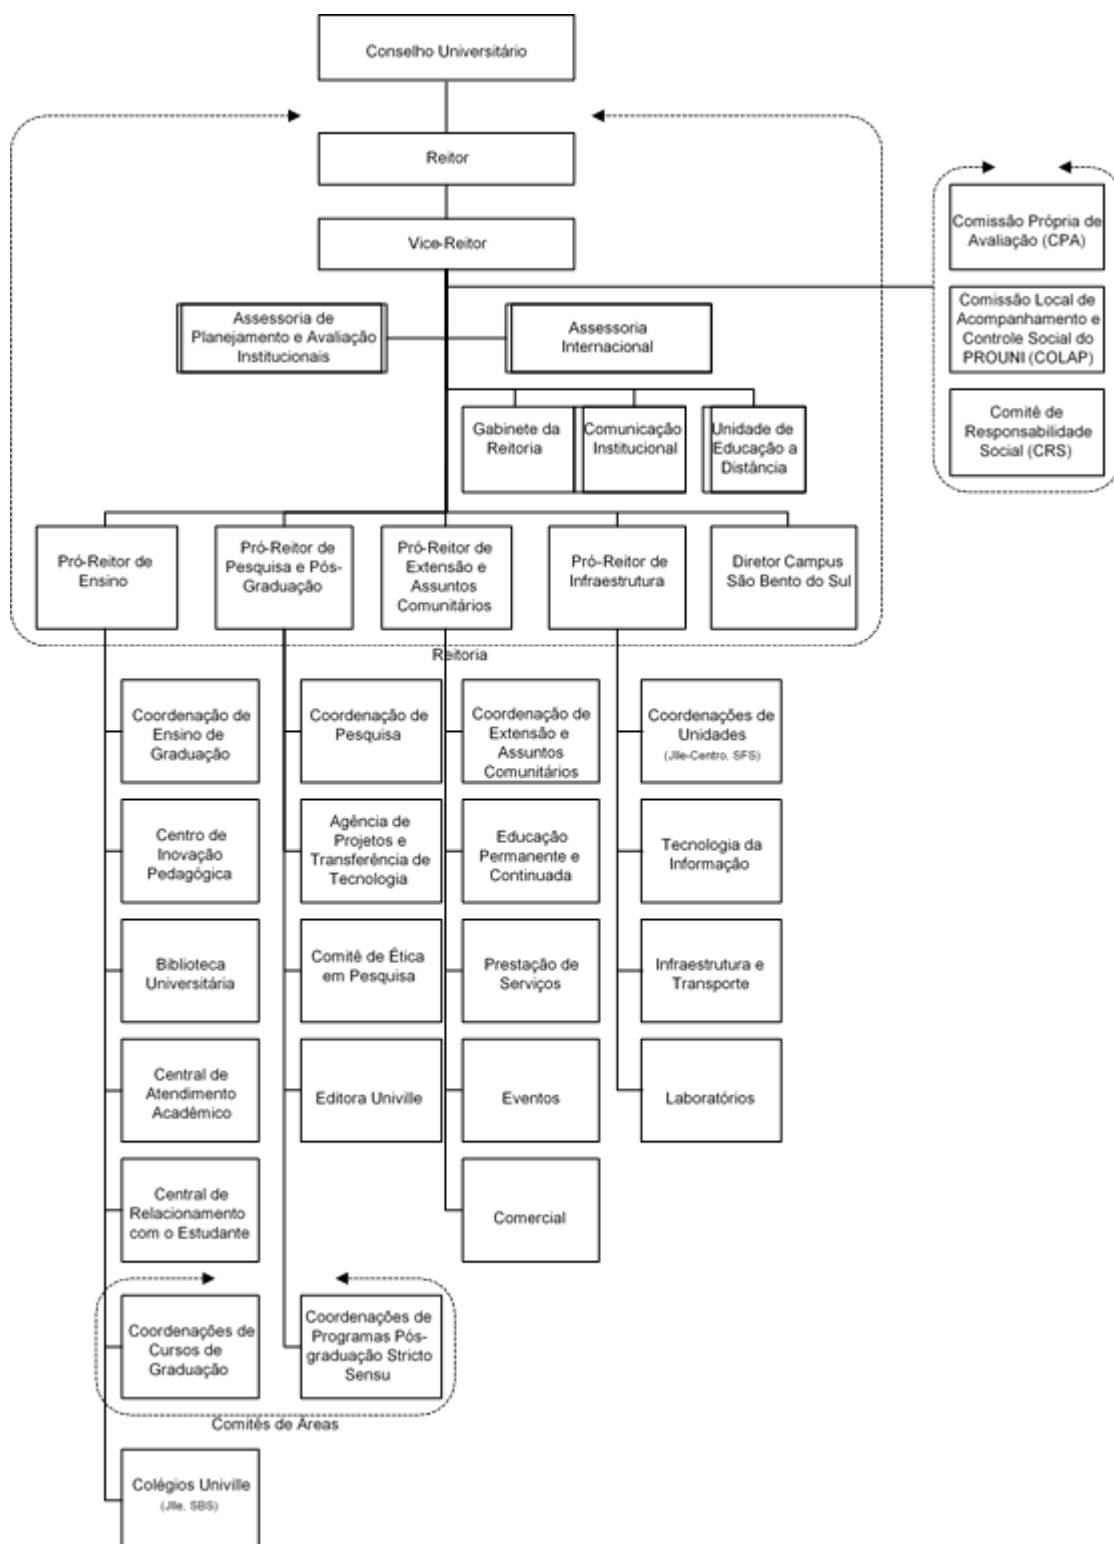 Conselho Universitário
Reitor
Vice-Reitor
Comissão Própria de
Avaliação (CPA)
Comissão Local de
Acompanhamento e
Controle Social do
PROUNI (COLAP)
Comitê de
Responsabilidade
Social (CRS)
Assessoria de
Planejamento e Avaliação
Institucionais
Assessoria
Internacional
Gabinete da
Reitoria
Comunicação
Institucional
Unidade de
Educação a
Distância
Pró-Reitor de
Ensino
Pró-Reitor de
Pesquisa e Pós-
Graduação
Pró-Reitor de
Extensão e
Assuntos
Comunitários
Pró-Reitor de
Infraestrutura
Diretor Campus
São Bento do Sul
Reitoria
Coordenação de
Ensino de
Graduação
Coordenação de
Pesquisa
Coordenação de
Extensão e
Assuntos
Comunitários
Coordenações de
Unidades
(Jlle-Centro, SFS)
Centro de
Inovação
Pedagógica
Agência de
Projetos e
Transferência de
Tecnologia
Educação
Permanente e
Continuada
Tecnologia da
Informação
Biblioteca
Universitária
Comitê de Ética
em Pesquisa
Prestação de
Serviços
Infraestrutura e
Transporte
Central de
Atendimento
Acadêmico
Editora Univille
Eventos
Laboratórios
Central de
Relacionamento
com o Estudante
Comercial
Coordenações de
Cursos de
Graduação
Coordenações de
Programas Pós-
graduação Stricto
Sensu
Comitês de Áreas
Colégios Univille
(Jlle, SBS)